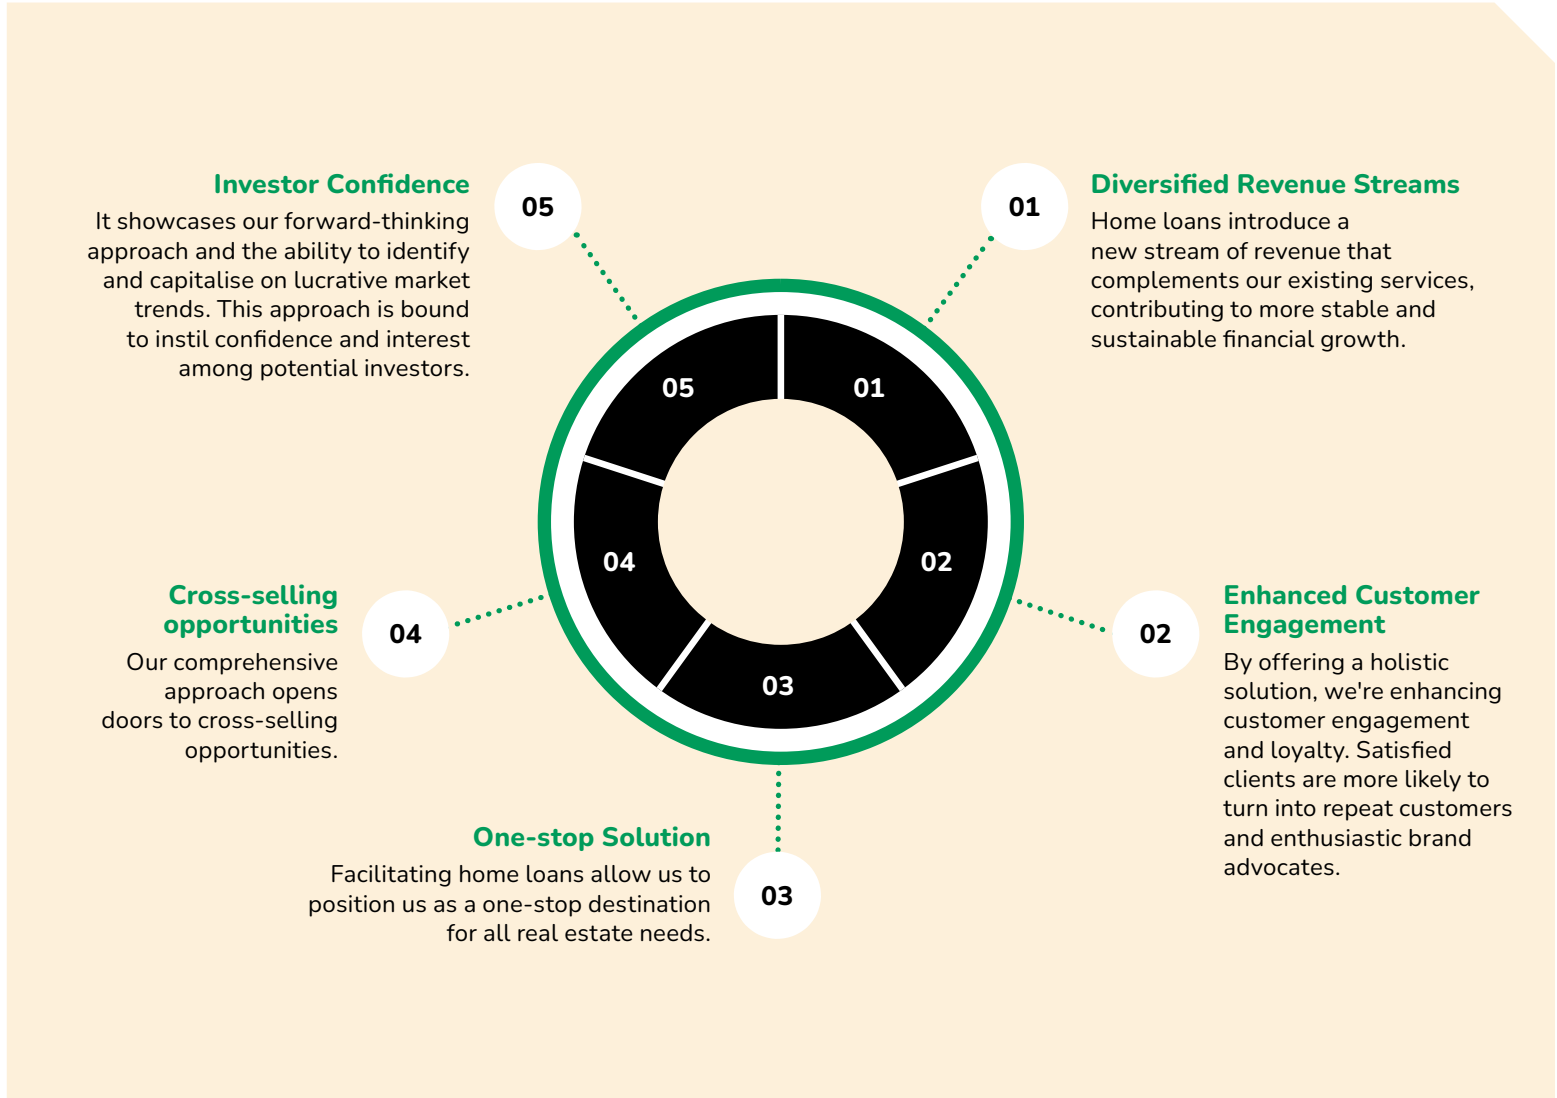 Investor Confidence
It showcases our forward-thinking
approach and the ability to identify
and capitalise on lucrative market
trends. This approach is bound
to instil confidence and interest
among potential investors.
05
01
Diversified Revenue Streams
Home loans introduce a
new stream of revenue that
complements our existing services,
contributing to more stable and
sustainable financial growth.
05
01
04
02
03
Cross-selling
opportunities
Our comprehensive
approach opens
doors to cross-selling
opportunities.
04
02
Enhanced Customer
Engagement
By offering a holistic
solution, we're enhancing
customer engagement
and loyalty. Satisfied
clients are more likely to
turn into repeat customers
and enthusiastic brand
advocates.
One-stop Solution
Facilitating home loans allow us to
position us as a one-stop destination
for all real estate needs.
03